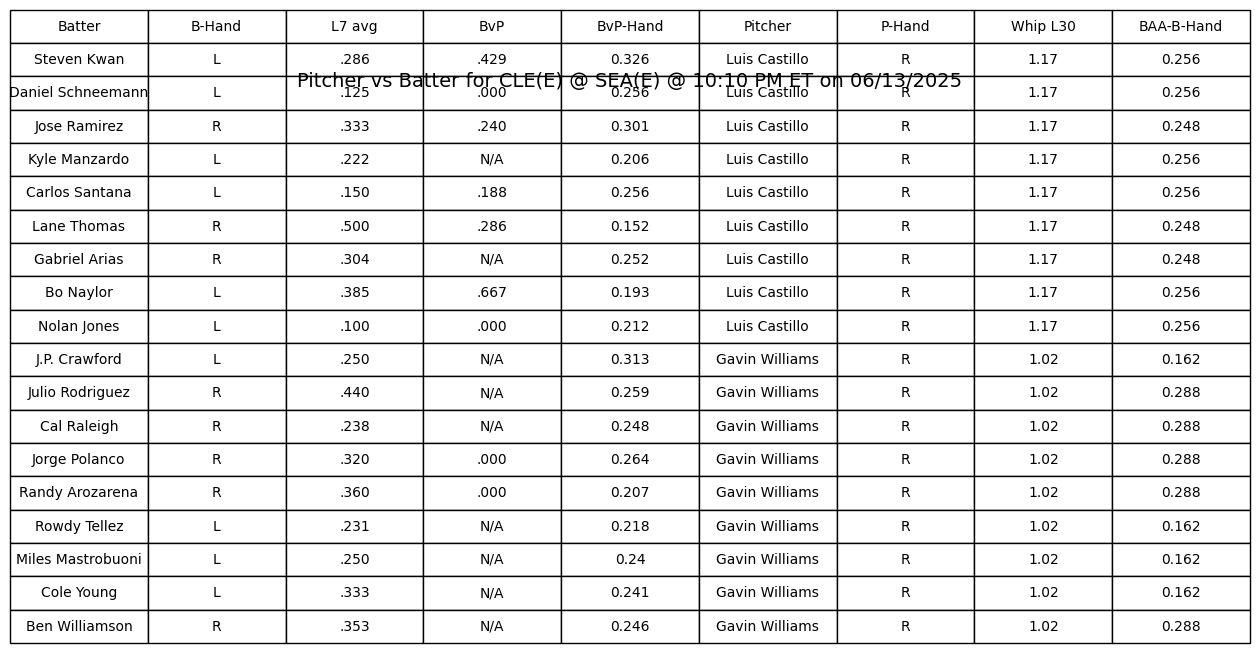 Batter B-Hand L7 avg BvP BvP-Hand Pitcher P-Hand Whip L30 BAA-B-Hand
Steven Kwan L .286 .429 0.326 Luis Castillo R 1.17 0.256
Pitcher vs Batter for CLE(E) @ SEA(E) @ 10:10 PM ET on 06/13/2025
Daniel Schneemann L .125 .000 0.256 Luis Castillo R 1.17 0.256
Jose Ramirez R .333 .240 0.301 Luis Castillo R 1.17 0.248
Kyle Manzardo L .222 N/A 0.206 Luis Castillo R 1.17 0.256
Carlos Santana L .150 .188 0.256 Luis Castillo R 1.17 0.256
Lane Thomas R .500 .286 0.152 Luis Castillo R 1.17 0.248
Gabriel Arias R .304 N/A 0.252 Luis Castillo R 1.17 0.248
Bo Naylor L .385 .667 0.193 Luis Castillo R 1.17 0.256
Nolan Jones L .100 .000 0.212 Luis Castillo R 1.17 0.256
J.P. Crawford L .250 N/A 0.313 Gavin Williams R 1.02 0.162
Julio Rodriguez R .440 N/A 0.259 Gavin Williams R 1.02 0.288
Cal Raleigh R .238 N/A 0.248 Gavin Williams R 1.02 0.288
Jorge Polanco R .320 .000 0.264 Gavin Williams R 1.02 0.288
Randy Arozarena R .360 .000 0.207 Gavin Williams R 1.02 0.288
Rowdy Tellez L .231 N/A 0.218 Gavin Williams R 1.02 0.162
Miles Mastrobuoni L .250 N/A 0.24 Gavin Williams R 1.02 0.162
Cole Young L .333 N/A 0.241 Gavin Williams R 1.02 0.162
Ben Williamson R .353 N/A 0.246 Gavin Williams R 1.02 0.288